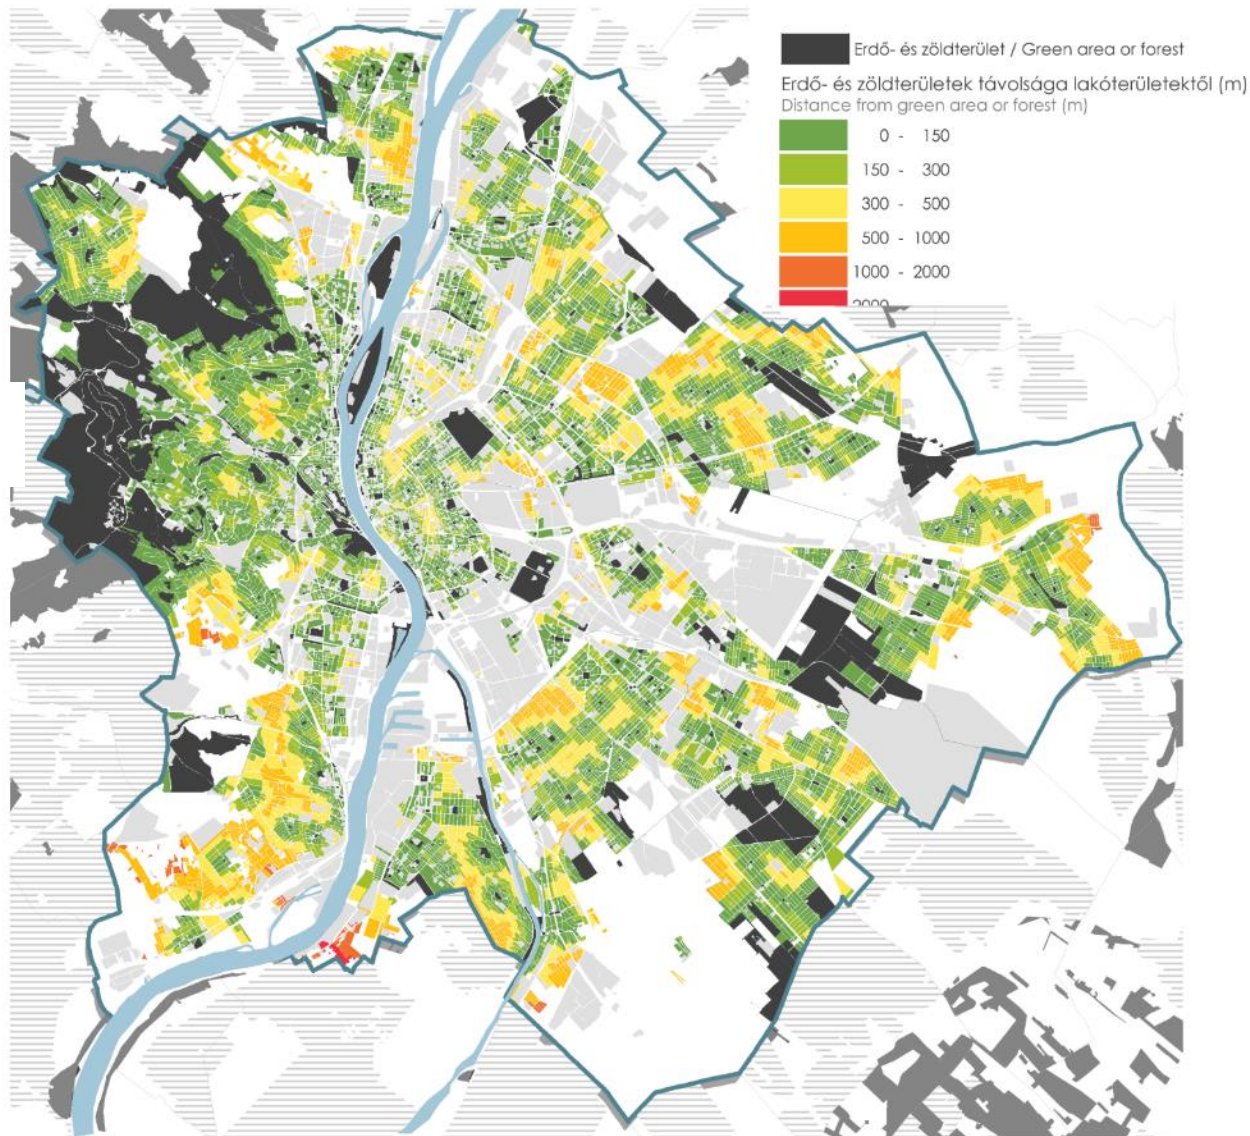 Erdő- és zöldterület / Green area or forest
Erdő- és zöldterületek távolsága lakóterületektől (m)
Distance from green area or forest (m)
0 - 150
150 - 300
300 - 500
500 - 1000
1000 - 2000